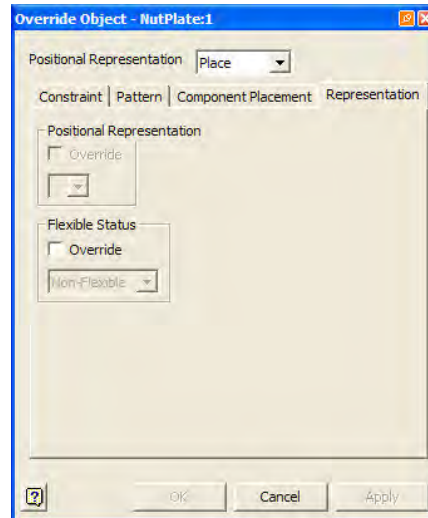 Override Object - NutPlate:1
Positional Representation Place
Constraint Pattern Component Placement Representation
Positional Representation
Override
Flexible Status
Override
Non-Flexible
OK Cancel Apply